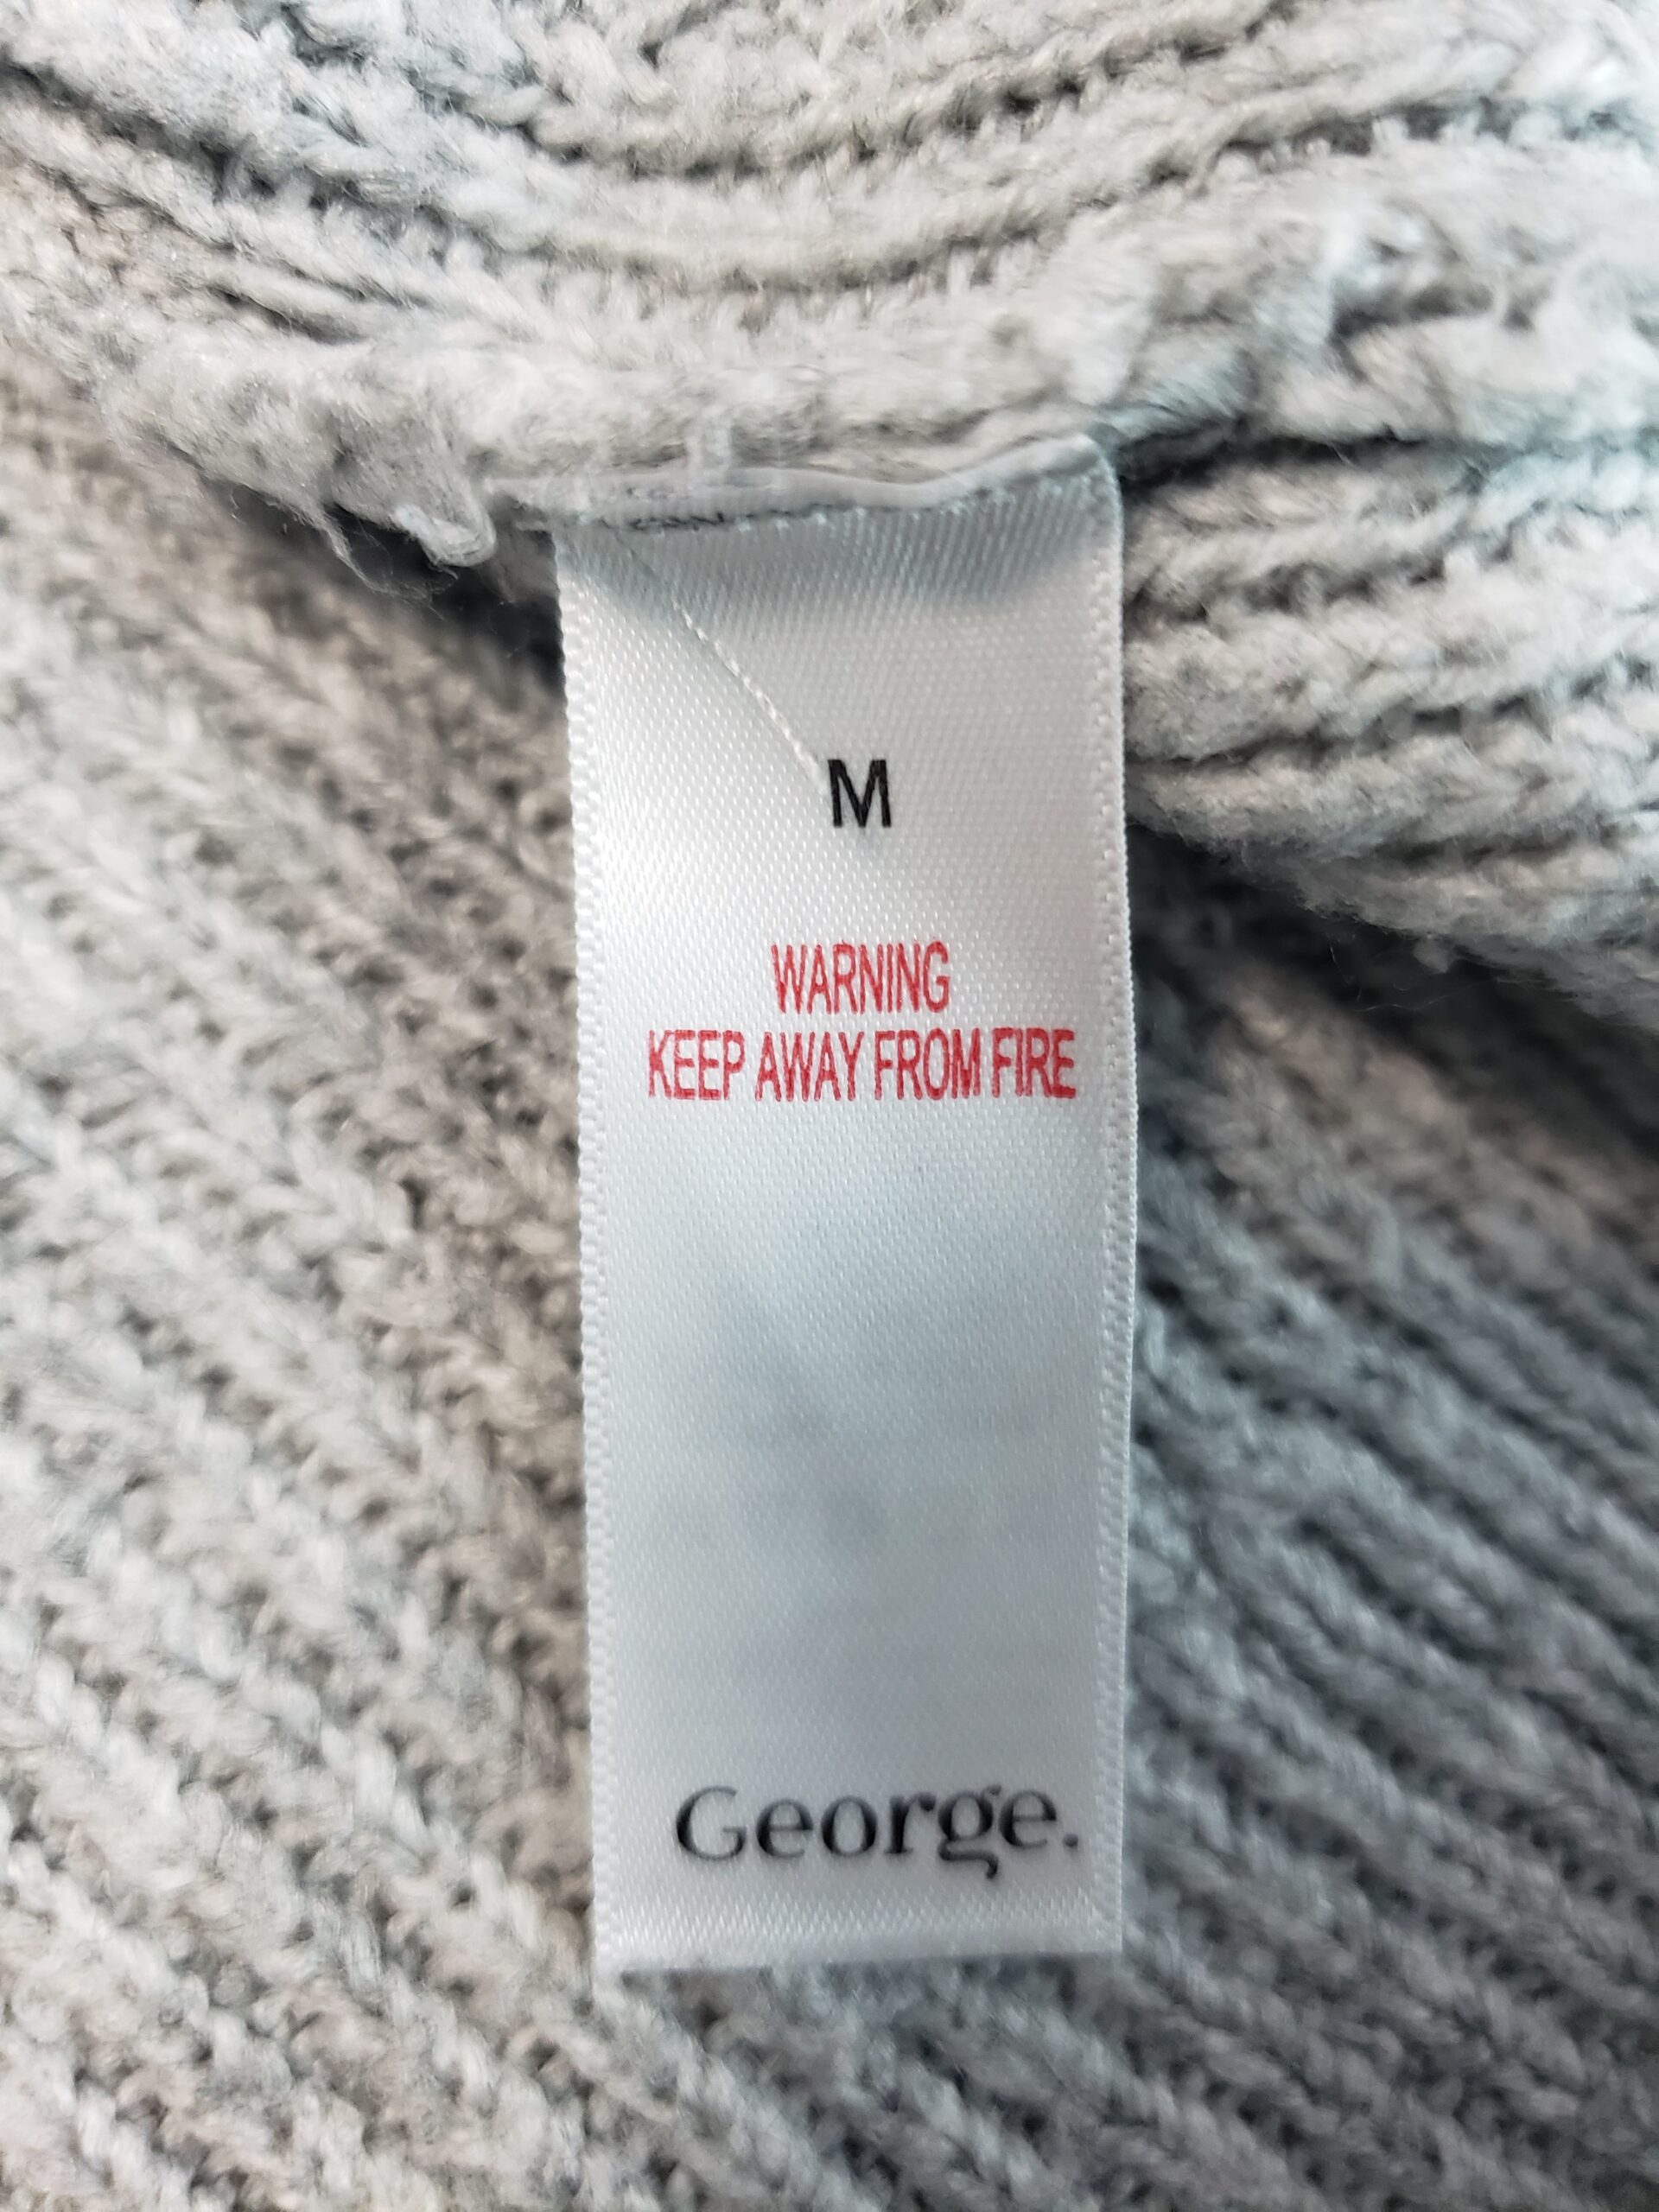 M
WARNING
KEEP AWAY FROM FIRE
George.